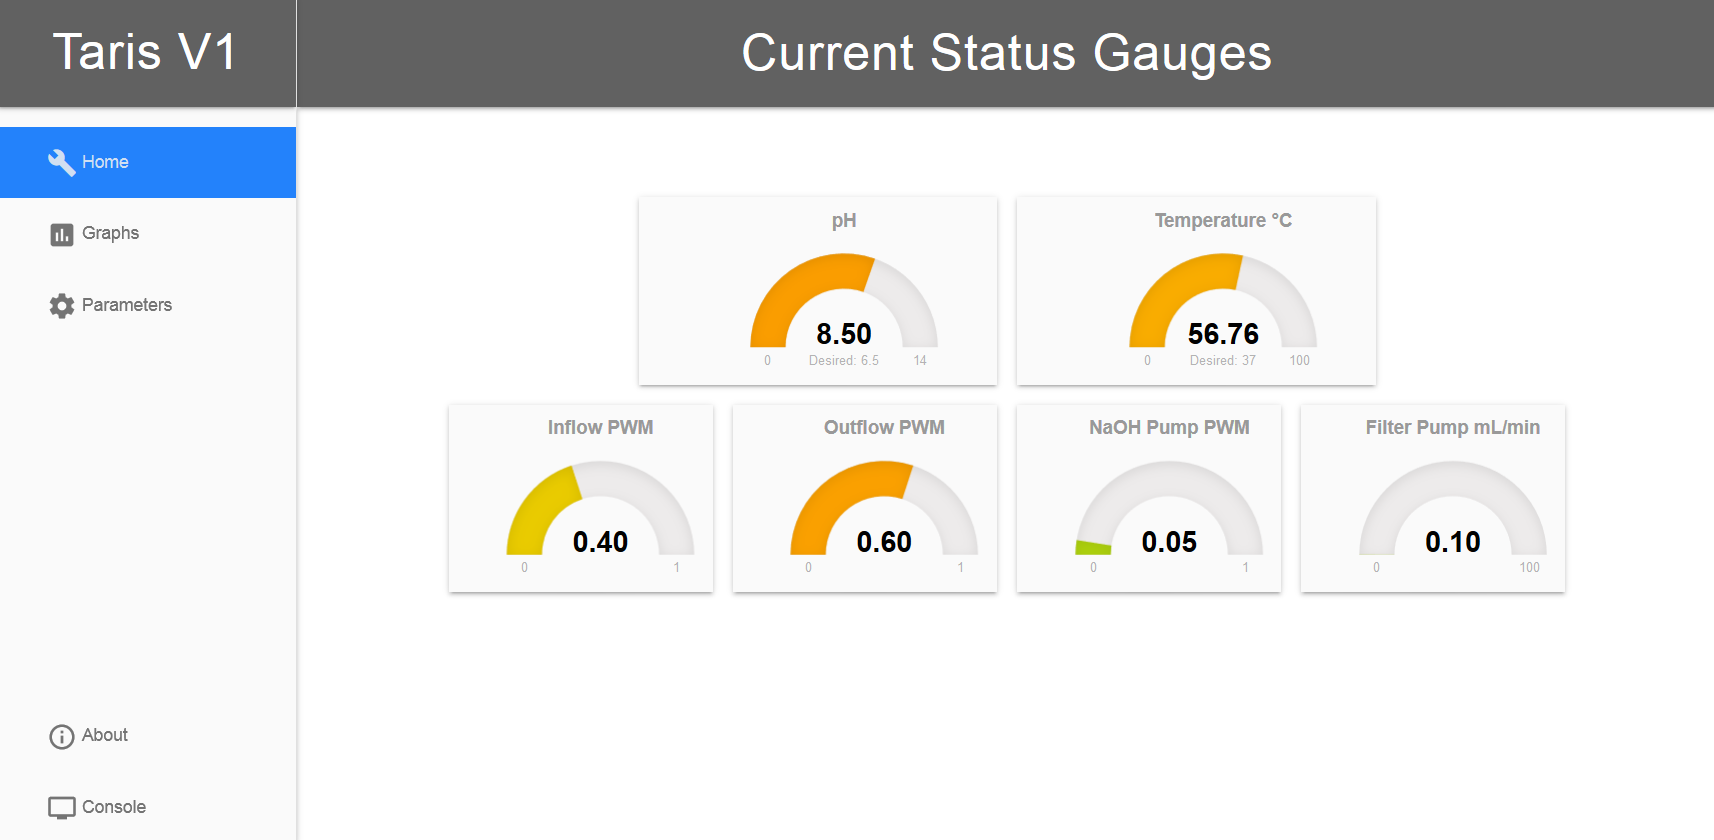 Taris V1
Current Status Gauges
Home
Graphs
Parameters
About
Console
pH
8.50
0 Desired: 6.5 14
Temperature °C
56.76
0 Desired: 37 100
Inflow PWM
0.40
0 1
Outflow PWM
0.60
0 1
NaOH Pump PWM
0.05
0 1
Filter Pump mL/min
0.10
0 100